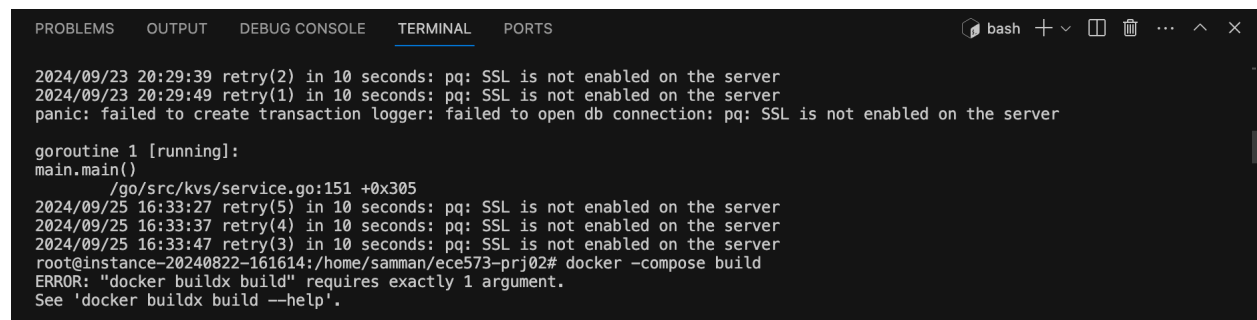 PROBLEMS OUTPUT DEBUG CONSOLE TERMINAL PORTS bash
2024/09/23 20:29:39 retry(2) in 10 seconds: pq: SSL is not enabled on the server
2024/09/23 20:29:49 retry(1) in 10 seconds: pq: SSL is not enabled on the server
panic: failed to create transaction logger: failed to open db connection: pq: SSL is not enabled on the server
goroutine 1 [running]:
main.main()
/go/src/kvs/service.go:151 +0x305
2024/09/25 16:33:27 retry(5) in 10 seconds: pq: SSL is not enabled on the server
2024/09/25 16:33:37 retry(4) in 10 seconds: pq: SSL is not enabled on the server
2024/09/25 16:33:47 retry(3) in 10 seconds: pq: SSL is not enabled on the server
root@instance-20240822-161614:/home/samman/ece573-prj02# docker -compose build
ERROR: "docker buildx build" requires exactly 1 argument.
See 'docker buildx build --help'.